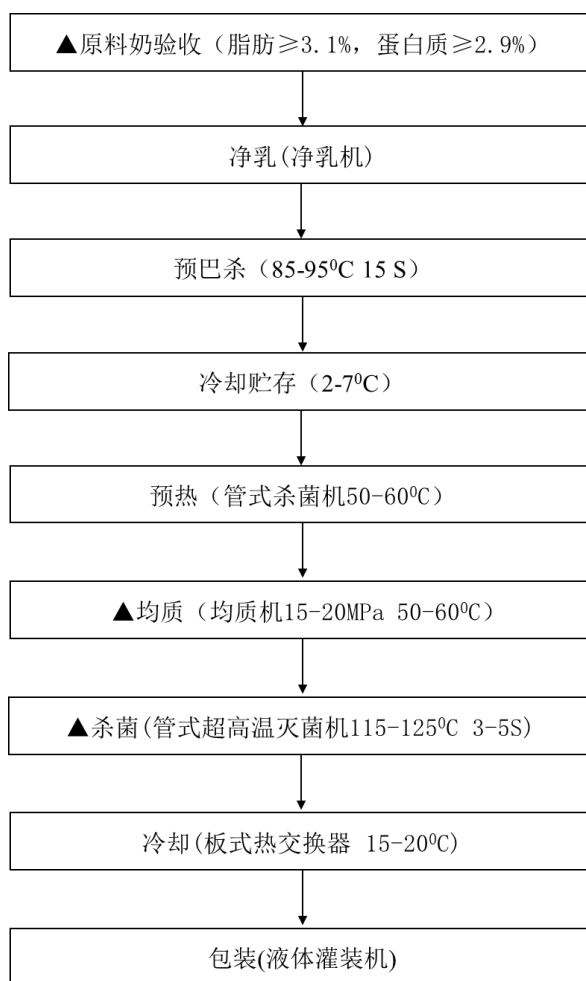 ▲原料奶验收（脂肪≥3.1%，蛋白质≥2.9%）
净乳(净乳机)
预巴杀（85-95⁰C 15 S）
冷却贮存（2-7⁰C）
预热（管式杀菌机50-60⁰C）
▲均质（均质机15-20MPa 50-60⁰C）
▲杀菌(管式超高温灭菌机115-125⁰C 3-5S)
冷却(板式热交换器 15-20⁰C)
包装(液体灌装机)